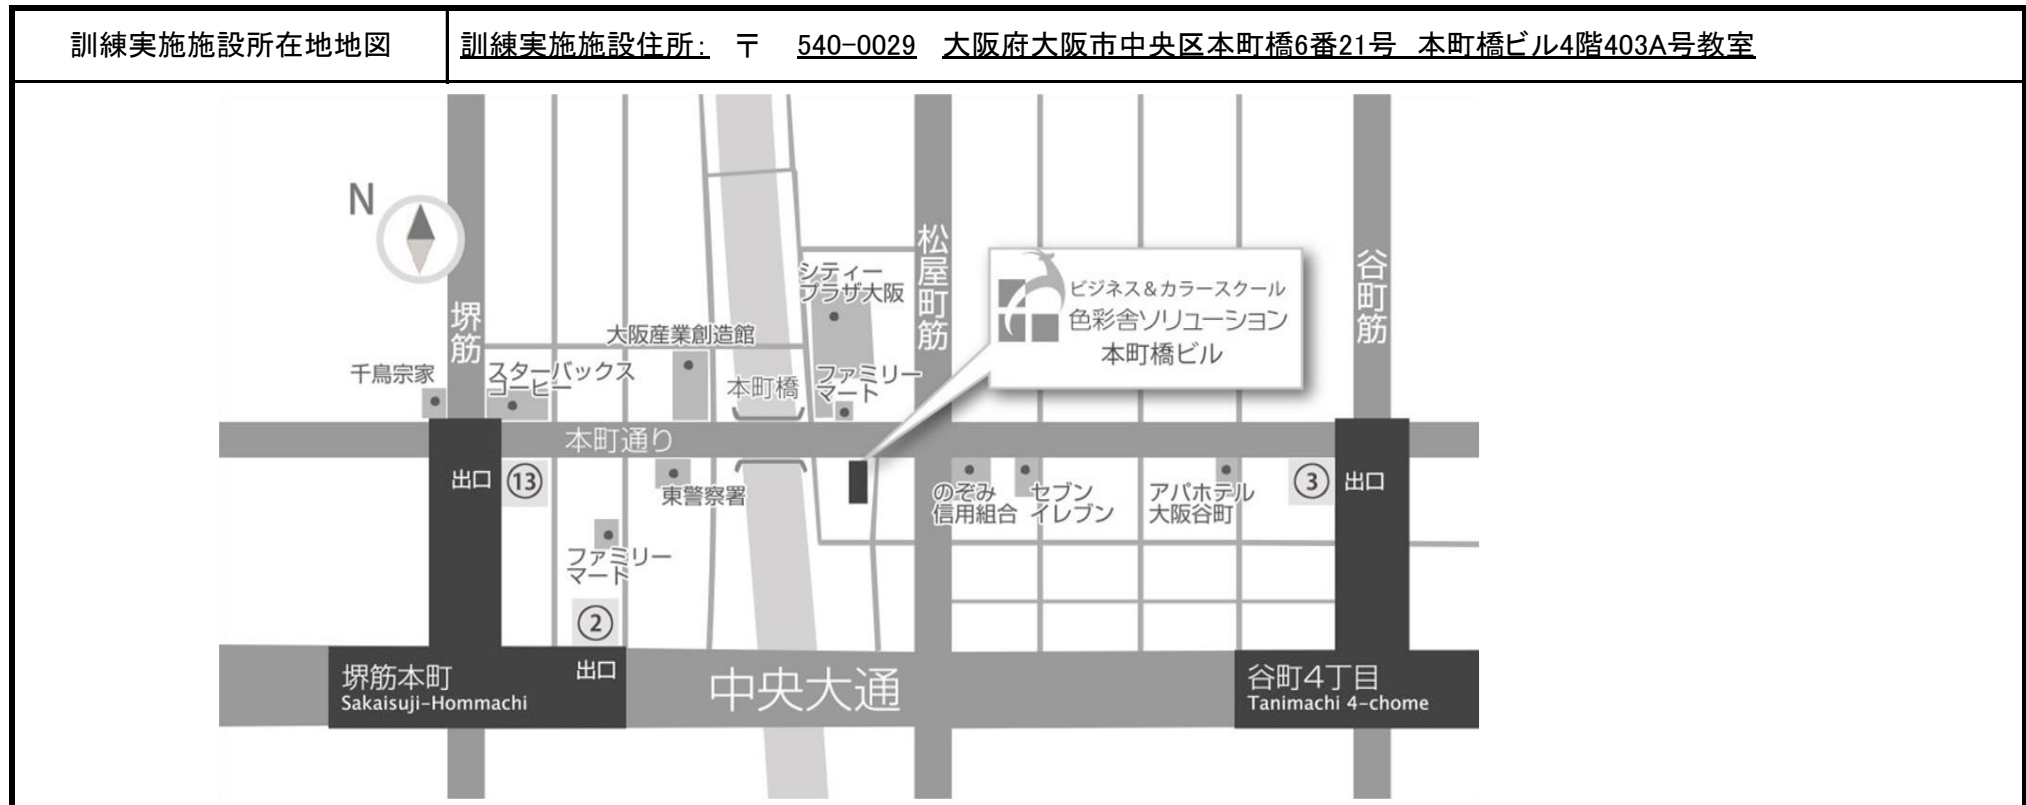 訓練実施施設所在地地図
訓練実施施設住所: 〒 540-0029 大阪府大阪市中央区本町橋6番21号 本町橋ビル4階403A号教室
N
堺筋
松屋町筋
谷町筋
シティー
プラザ大阪
ビジネス&カラースクール
色彩舎ソリューション
本町橋ビル
大阪産業創造館
千鳥宗家
スターバックス
コーヒー
本町橋
ファミリー
マート
本町通り
出口
⑬
東警察署
のぞみ
信用組合
セブン
イレブン
アパホテル
大阪谷町
③
出口
ファミリー
マート
②
出口
堺筋本町
Sakaisuji-Hommachi
中央大通
谷町4丁目
Tanimachi 4-chome